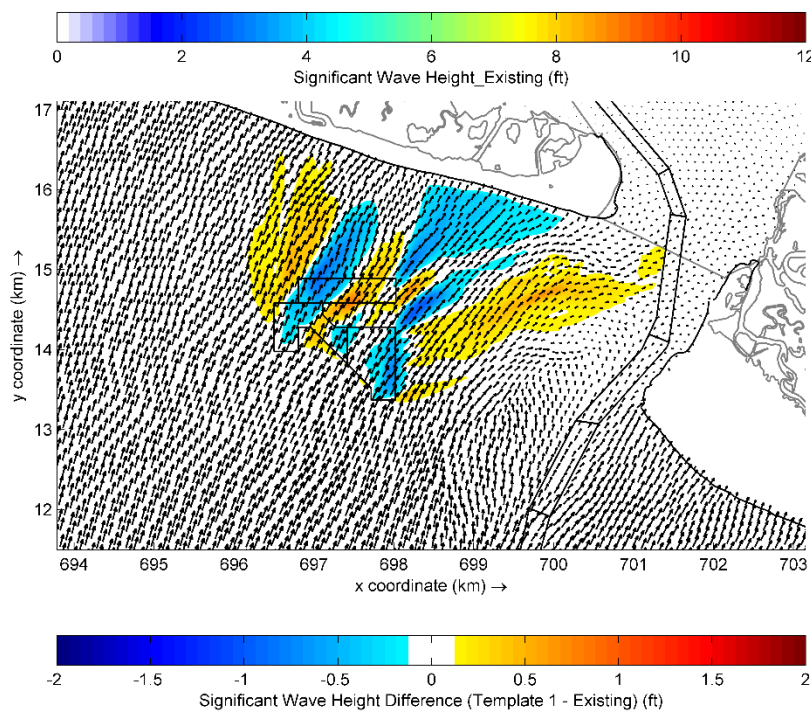 0 2 4 6 8 10 12
Significant Wave Height_Existing (ft)
17
16
15
14
13
12
y coordinate (km) →
694 695 696 697 698 699 700 701 702 703
x coordinate (km) →
-2 -1.5 -1 -0.5 0 0.5 1 1.5 2
Significant Wave Height Difference (Template 1 - Existing) (ft)